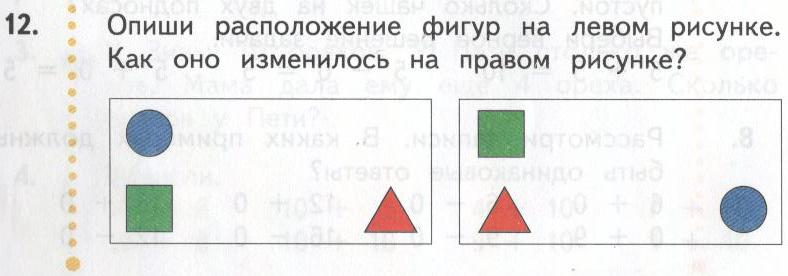 12. Опиши расположение фигур на левом рисунке.
Как оно изменилось на правом рисунке?